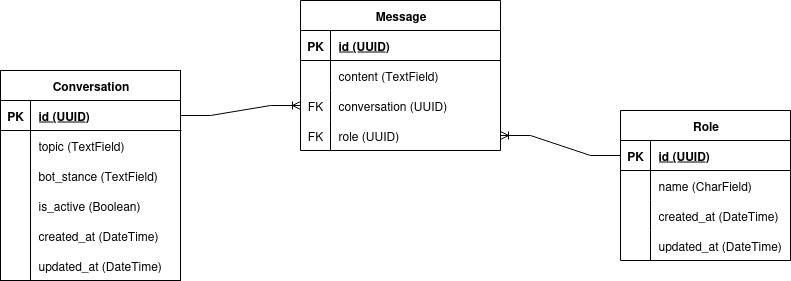 Message
PK id (UUID)
content (TextField)
FK conversation (UUID)
FK role (UUID)
Conversation
PK id (UUID)
topic (TextField)
bot_stance (TextField)
is_active (Boolean)
created_at (DateTime)
updated_at (DateTime)
Role
PK id (UUID)
name (CharField)
created_at (DateTime)
updated_at (DateTime)